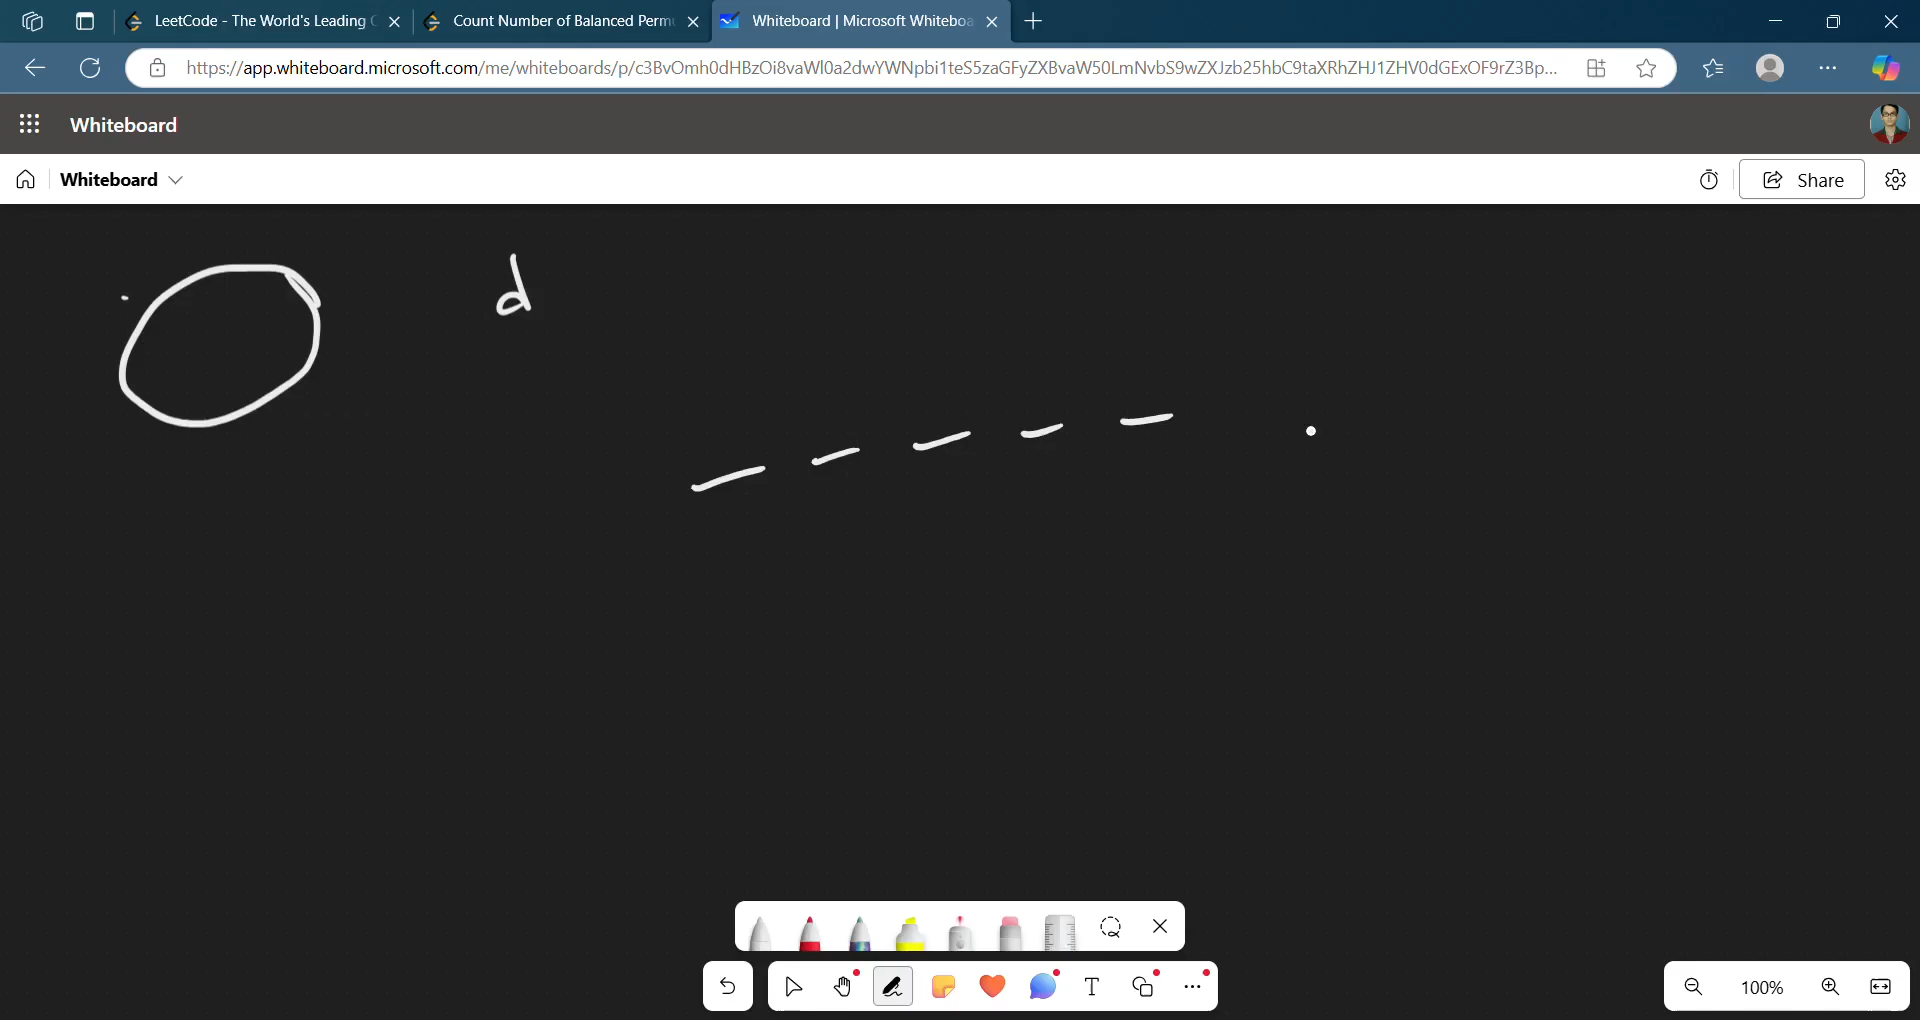 LeetCode - The World's Leading
Count Number of Balanced Perm
Whiteboard | Microsoft Whiteboa
https://app.whiteboard.microsoft.com/me/whiteboards/p/c3BvOmh0dHBzOi8vaWl0a2dwYWNpbi1teS5zaGFyZXBvaW50LmNvbS9wZXJzb25hbC9taXRhZHJ1ZHV0dGExOF9rZ3Bp...
Whiteboard
Whiteboard
Share
d
T
100%